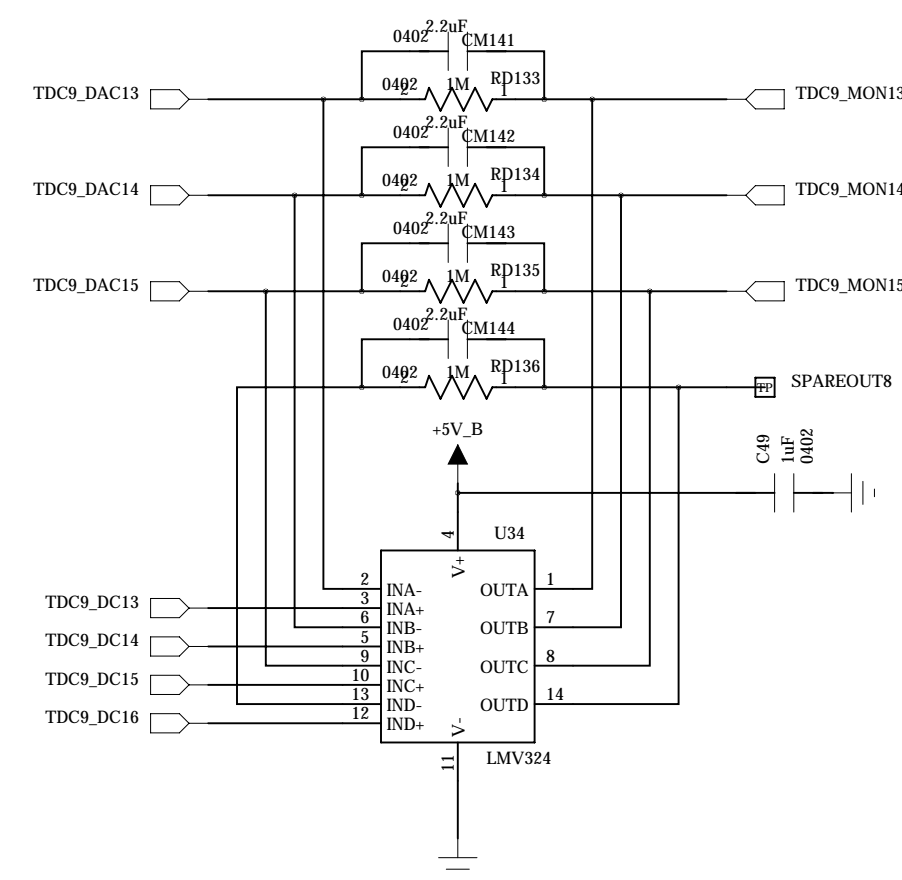 2.2uF
0402
CM141
TDC9_DAC13
0402
2
1M
RD133
1
TDC9_MON13
2.2uF
0402
CM142
TDC9_DAC14
0402
2
1M
RD134
1
TDC9_MON14
2.2uF
0402
CM143
TDC9_DAC15
0402
2
1M
RD135
1
TDC9_MON15
2.2uF
0402
CM144
0402
2
1M
RD136
1
TP
SPAREOUT8
+5V_B
C49
1uF
0402
4
U34
V+
2
INA-
OUTA
1
TDC9_DC13
3
INA+
6
INB-
OUTB
7
TDC9_DC14
5
INB+
9
INC-
OUTC
8
TDC9_DC15
10
INC+
13
IND-
OUTD
14
TDC9_DC16
12
IND+
V-
11
LMV324